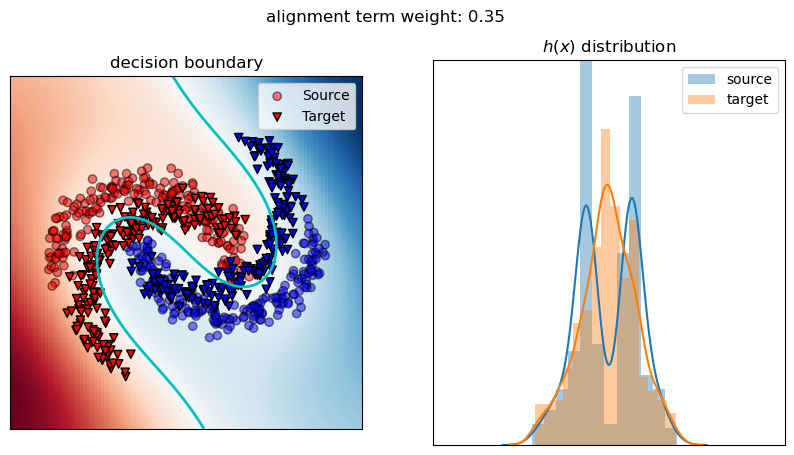 alignment term weight: 0.35
decision boundary
Source
Target
h(x) distribution
source
target